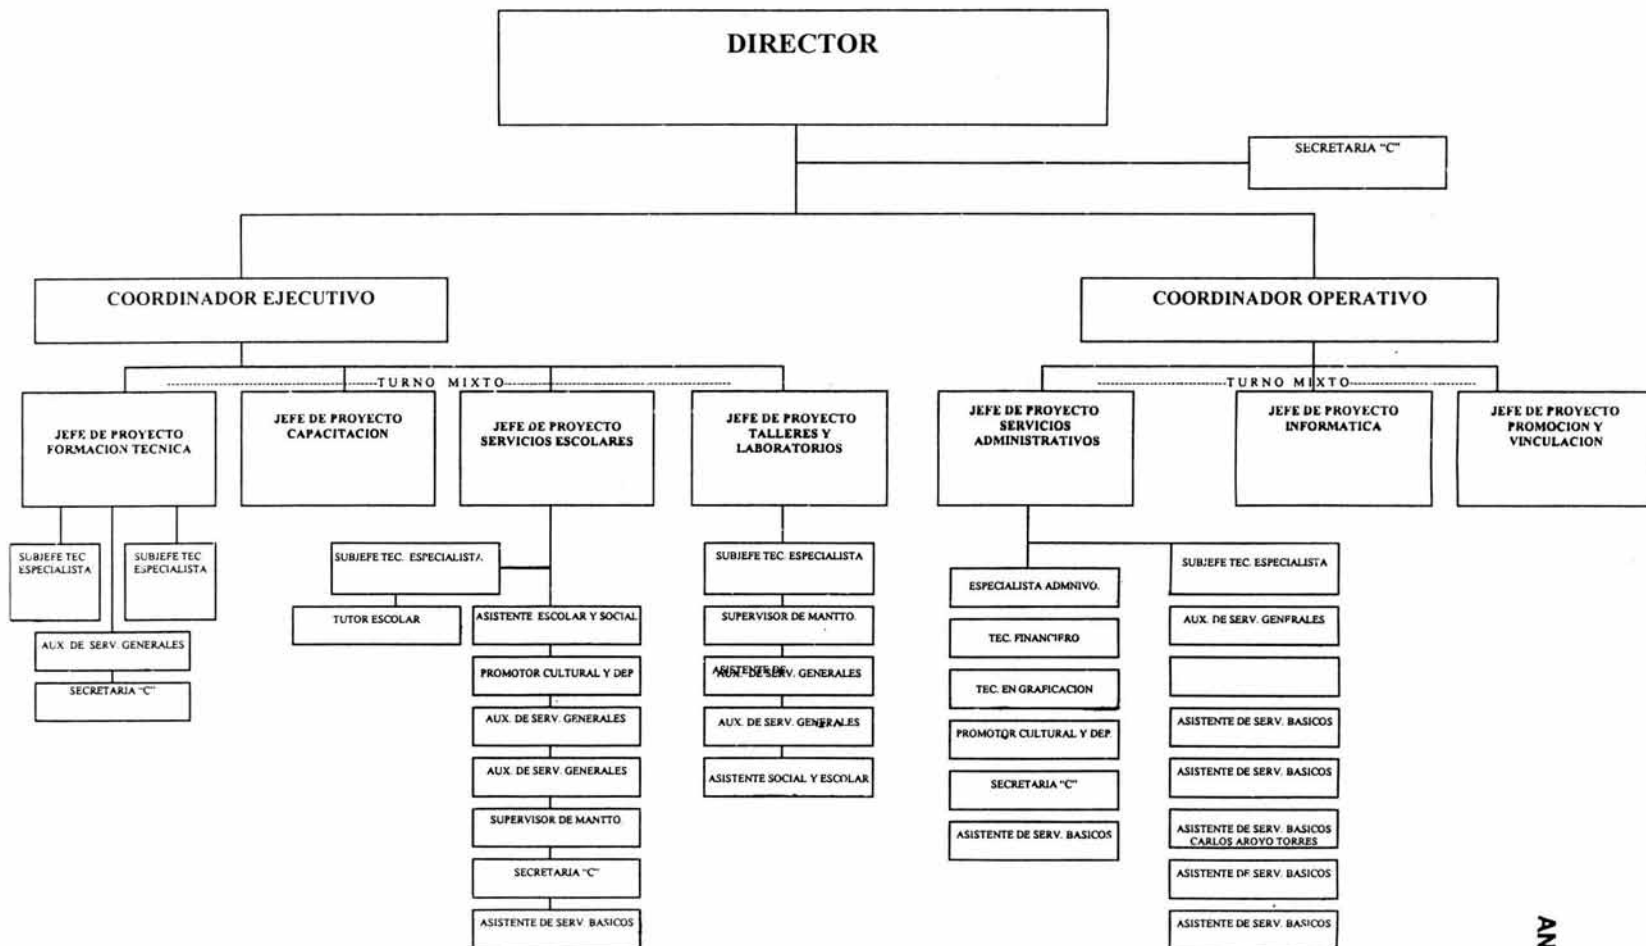 DIRECTOR
SECRETARIA "C"
COORDINADOR EJECUTIVO
COORDINADOR OPERATIVO
TURNO MIXTO
TURNO MIXTO
JEFE DE PROYECTO
FORMACION TECNICA
JEFE DE PROYECTO
CAPACITACION
JEFE DE PROYECTO
SERVICIOS ESCOLARES
JEFE DE PROYECTO
TALLERES Y
LABORATORIOS
JEFE DE PROYECTO
SERVICIOS
ADMINISTRATIVOS
JEFE DE PROYECTO
INFORMATICA
JEFE DE PROYECTO
PROMOCION Y
VINCULACION
SUBJEFE TEC
ESPECIALISTA
SUBJEFE TEC
ESPECIALISTA
AUX. DE SERV. GENERALES
SECRETARIA "C"
SUBJEFE TEC. ESPECIALISTA.
TUTOR ESCOLAR
ASISTENTE ESCOLAR Y SOCIAL
PROMOTOR CULTURAL Y DEP
AUX. DE SERV. GENERALES
AUX. DE SERV. GENERALES
SUPERVISOR DE MANTTO.
SECRETARIA "C"
ASISTENTE DE SERV. BASICOS
SUBJEFE TEC. ESPECIALISTA
SUPERVISOR DE MANTTO.
ASISTENTE DE
AUX. DE SERV. GENERALES
AUX. DE SERV. GENERALES
ASISTENTE SOCIAL Y ESCOLAR
ESPECIALISTA ADMNIVO.
TEC. FINANCIERO
TEC. EN GRAFICACION
PROMOTOR CULTURAL Y DEP.
SECRETARIA "C"
ASISTENTE DE SERV. BASICOS
SUBJEFE TEC. ESPECIALISTA
AUX. DE SERV. GENERALES
ASISTENTE DE SERV. BASICOS
ASISTENTE DE SERV. BASICOS
ASISTENTE DE SERV. BASICOS
CARLOS AROYO TORRES
ASISTENTE DE SERV. BASICOS
ASISTENTE DE SERV. BASICOS
AN